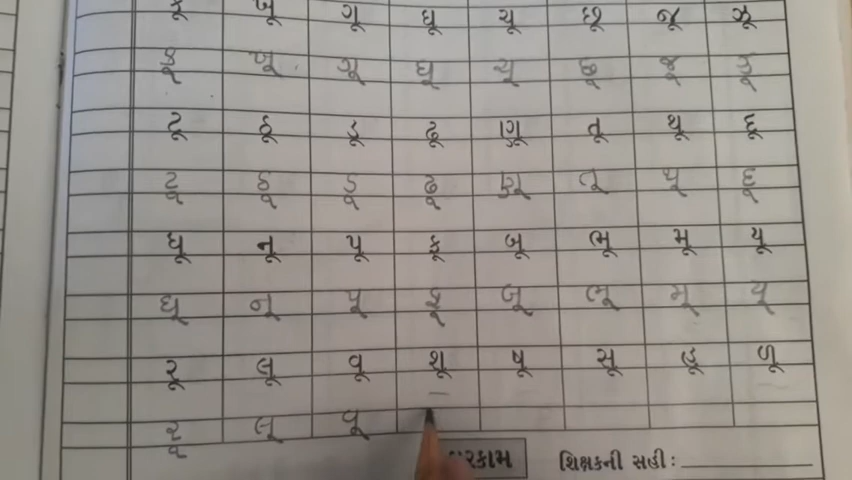 કૂ ખૂ ગૂ ઘૂ ચૂ છૂ જૂ ઝૂ
કૂ ખૂ ગૂ ઘૂ ચૂ છૂ જૂ ઝૂ
ટૂ ઠૂ ડૂ ઢૂ ણૂ તૂ થૂ દૂ
ટૂ ઠૂ ડૂ ઢૂ ણૂ તૂ થૂ દૂ
ધૂ નૂ પૂ ફૂ બૂ ભૂ મૂ યૂ
ધૂ નૂ પૂ ફૂ બૂ ભૂ મૂ યૂ
રૂ લૂ વૂ શૂ ષૂ સૂ હૂ ળૂ
રૂ લૂ વૂ
શિક્ષકની સહી :